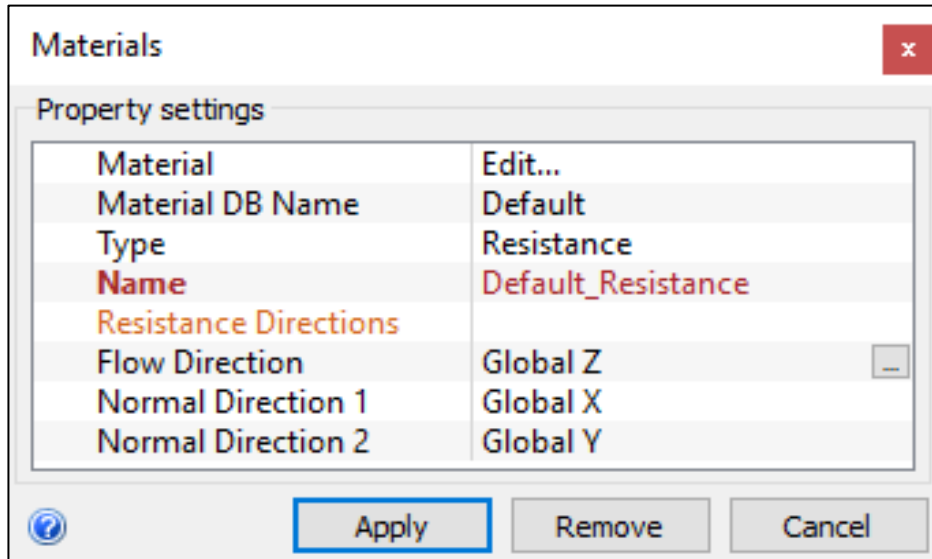 Materials
x
Property settings
Material Edit...
Material DB Name Default
Type Resistance
Name Default_Resistance
Resistance Directions
Flow Direction Global Z ...
Normal Direction 1 Global X
Normal Direction 2 Global Y
? Apply Remove Cancel